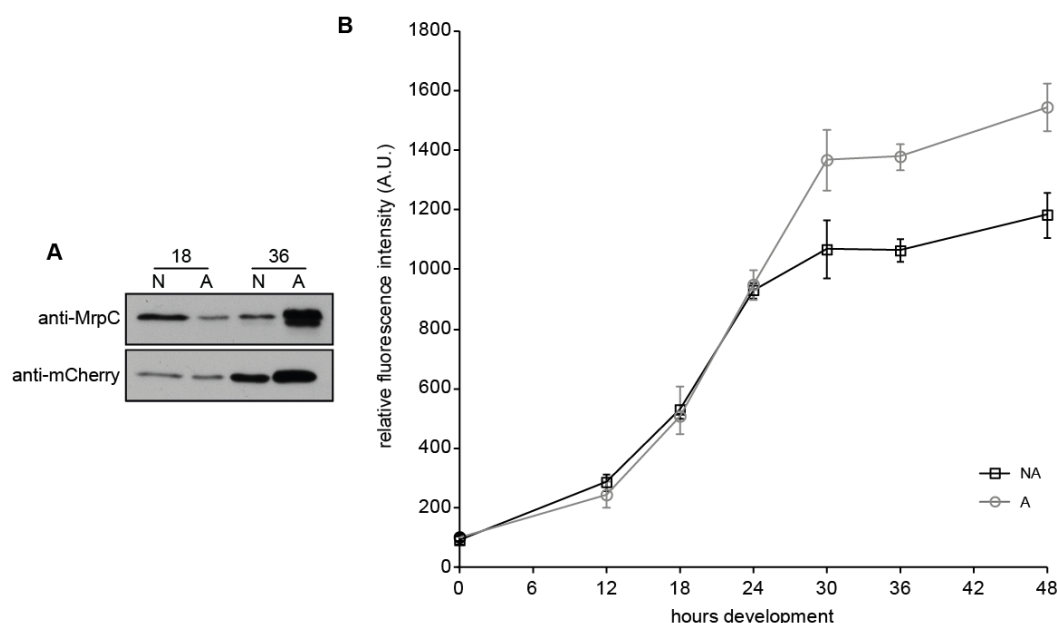 A
18 36
N A N A
anti-MrpC
anti-mCherry
B
relative fluorescence intensity (A.U.)
1800
1600
1400
1200
1000
800
600
400
200
0
0 6 12 18 24 30 36 42 48
hours development
NA
A